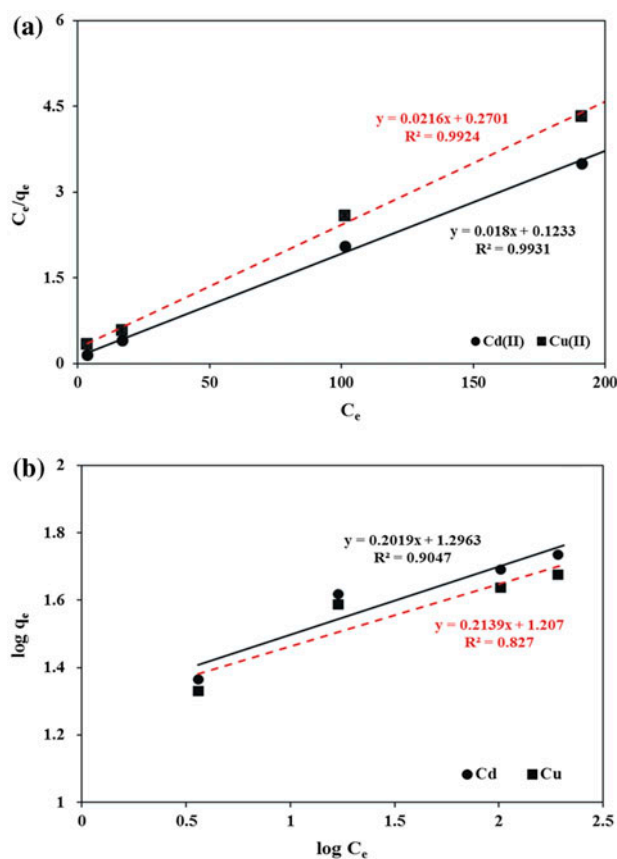 (a)
6
4.5
3
1.5
0
Ce/qe
y = 0.0216x + 0.2701
R² = 0.9924
y = 0.018x + 0.1233
R² = 0.9931
Cd(II) Cu(II)
0 50 100 150 200
Ce
(b)
2
1.8
1.6
1.4
1.2
1
log qe
y = 0.2019x + 1.2963
R² = 0.9047
y = 0.2139x + 1.207
R² = 0.827
Cd Cu
0 0.5 1 1.5 2 2.5
log Ce